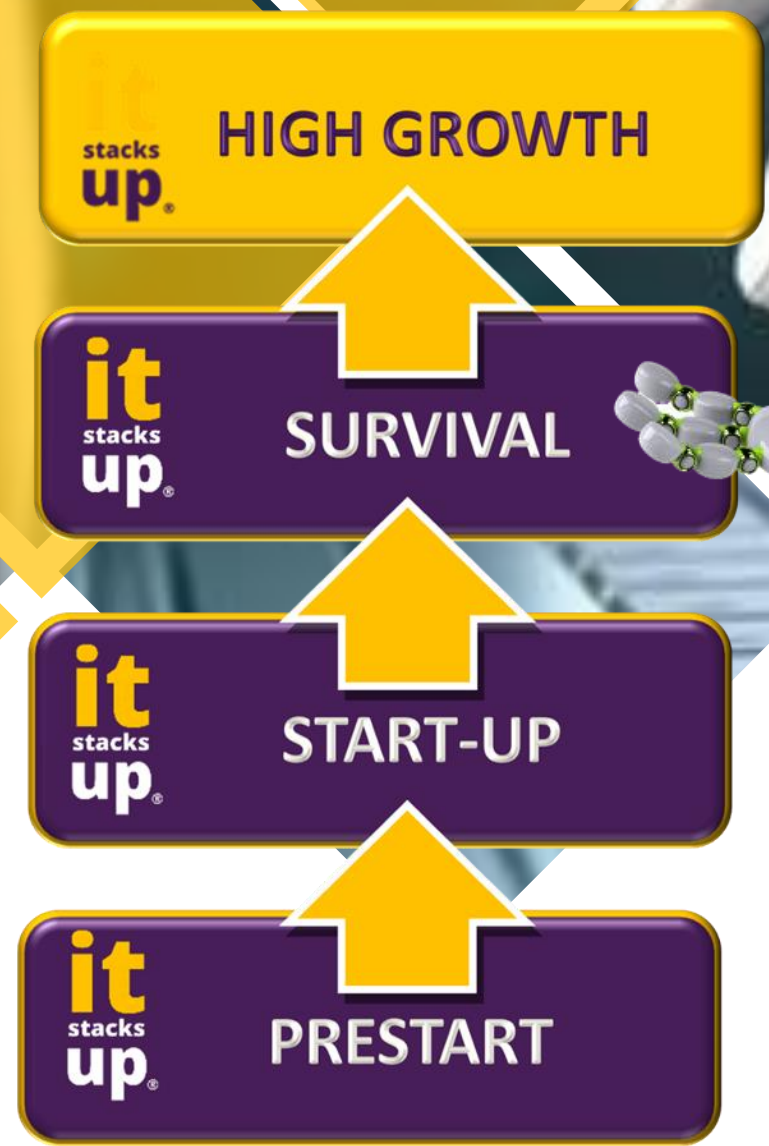 it
stacks
up®
HIGH GROWTH
it
stacks
up®
SURVIVAL
it
stacks
up®
START-UP
it
stacks
up®
PRESTART